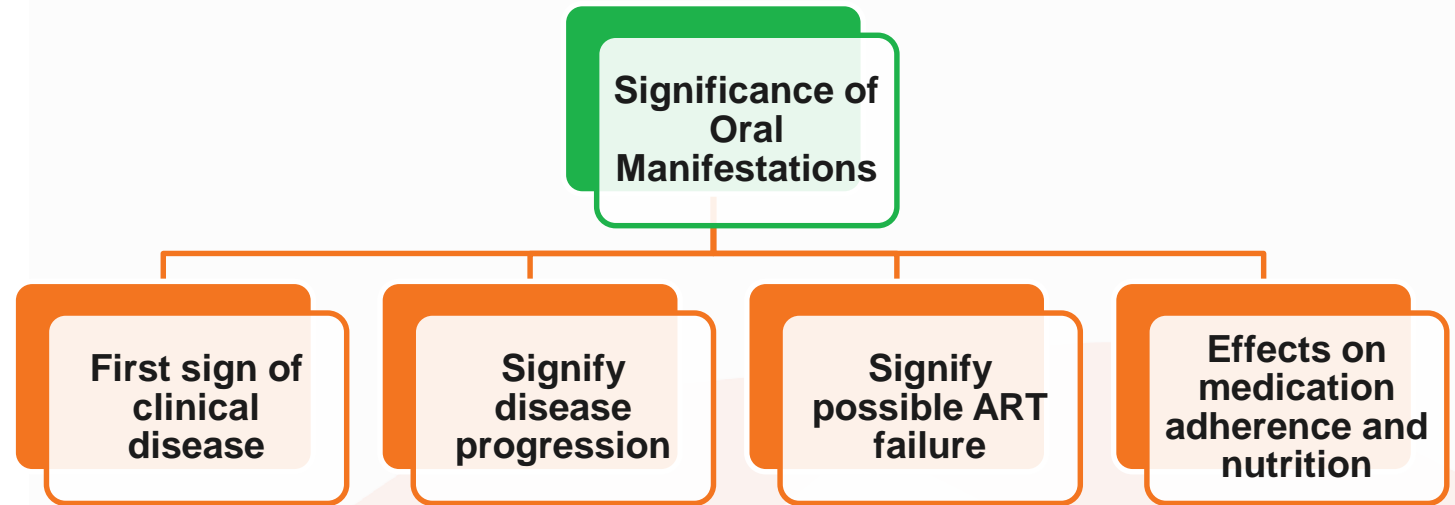 Significance of
Oral
Manifestations
First sign of
clinical
disease
Signify
disease
progression
Signify
possible ART
failure
Effects on
medication
adherence and
nutrition